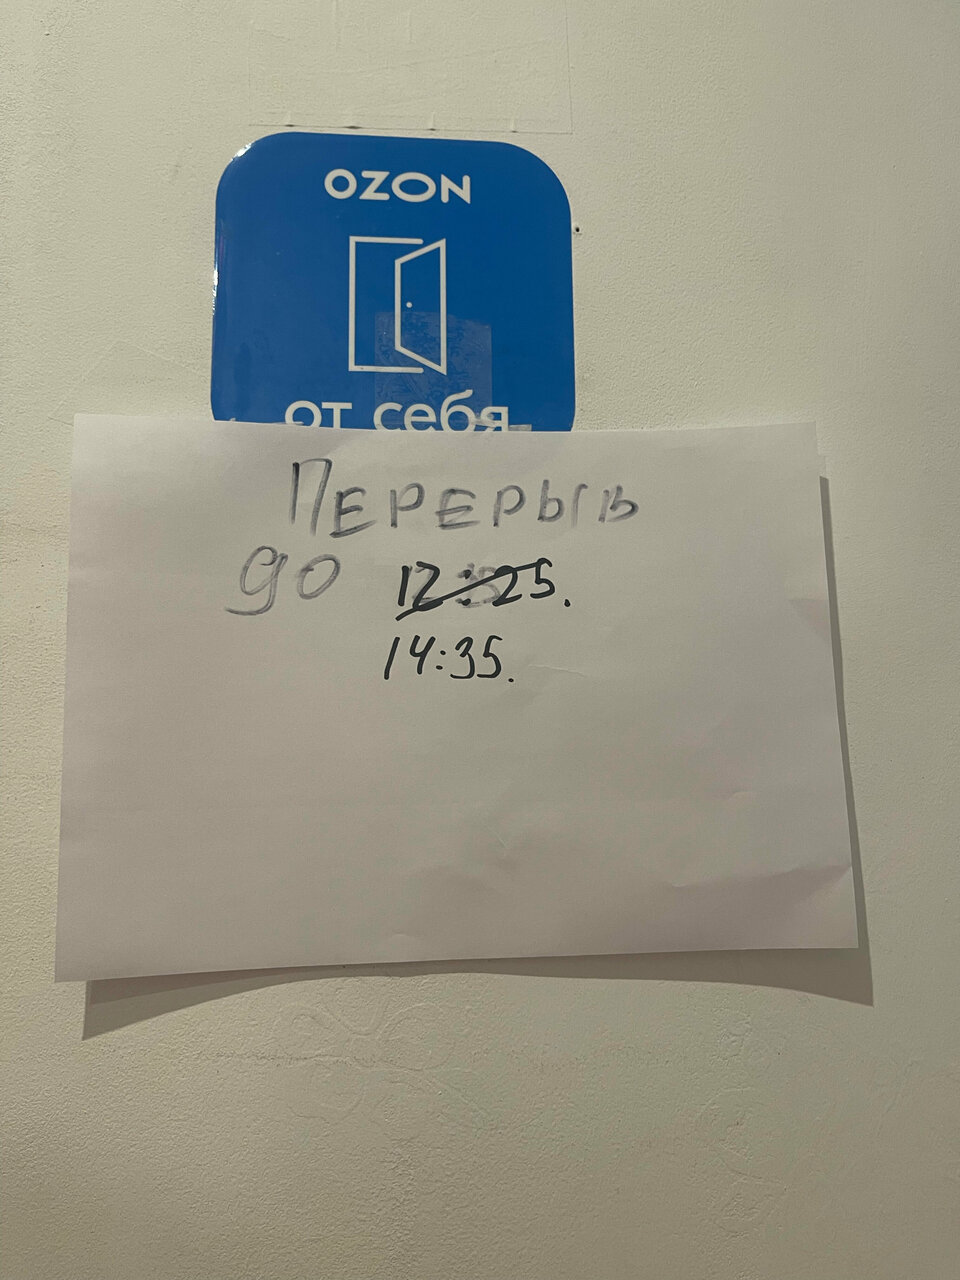 OZON
от себя
ПЕРЕРЫВ
до 12:25.
14:35.